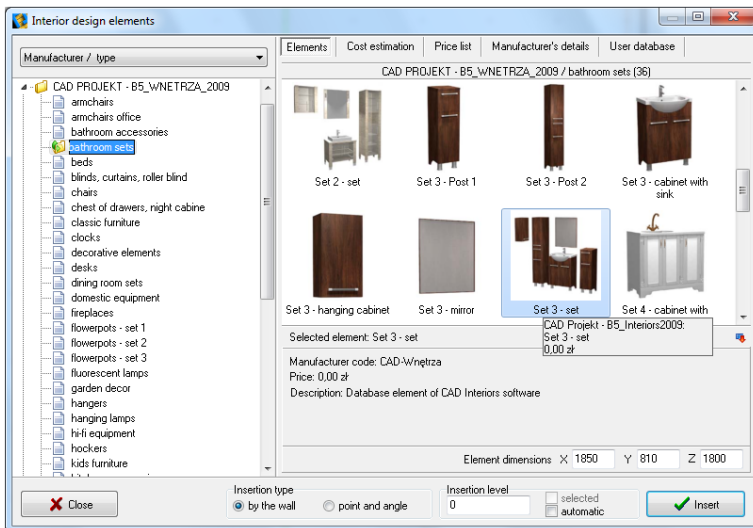 Interior design elements
Manufacturer / type
CAD PROJEKT - B5_WNETRZA_2009
armchairs
armchairs office
bathroom accessories
bathroom sets
beds
blinds, curtains, roller blind
chairs
chest of drawers, night cabine
classic furniture
clocks
decorative elements
desks
dining room sets
domestic equipment
fireplaces
flowerpots - set 1
flowerpots - set 2
flowerpots - set 3
fluorescent lamps
garden decor
hangers
hanging lamps
hi-fi equipment
hockers
kids furniture
Elements Cost estimation Price list Manufacturer's details User database
CAD PROJEKT - B5_WNETRZA_2009 / bathroom sets (36)
Set 2 - set Set 3 - Post 1 Set 3 - Post 2 Set 3 - cabinet with
sink
Set 3 - hanging cabinet Set 3 - mirror Set 3 - set Set 4 - cabinet with
CAD Projekt - B5_Interiors2009:
Set 3 - set
0,00 zł
Selected element: Set 3 - set
Manufacturer code: CAD-Wnętrza
Price: 0,00 zł
Description: Database element of CAD Interiors software
Element dimensions X 1850 Y 810 Z 1800
Close
Insertion type
by the wall point and angle
Insertion level
0
selected
automatic
Insert